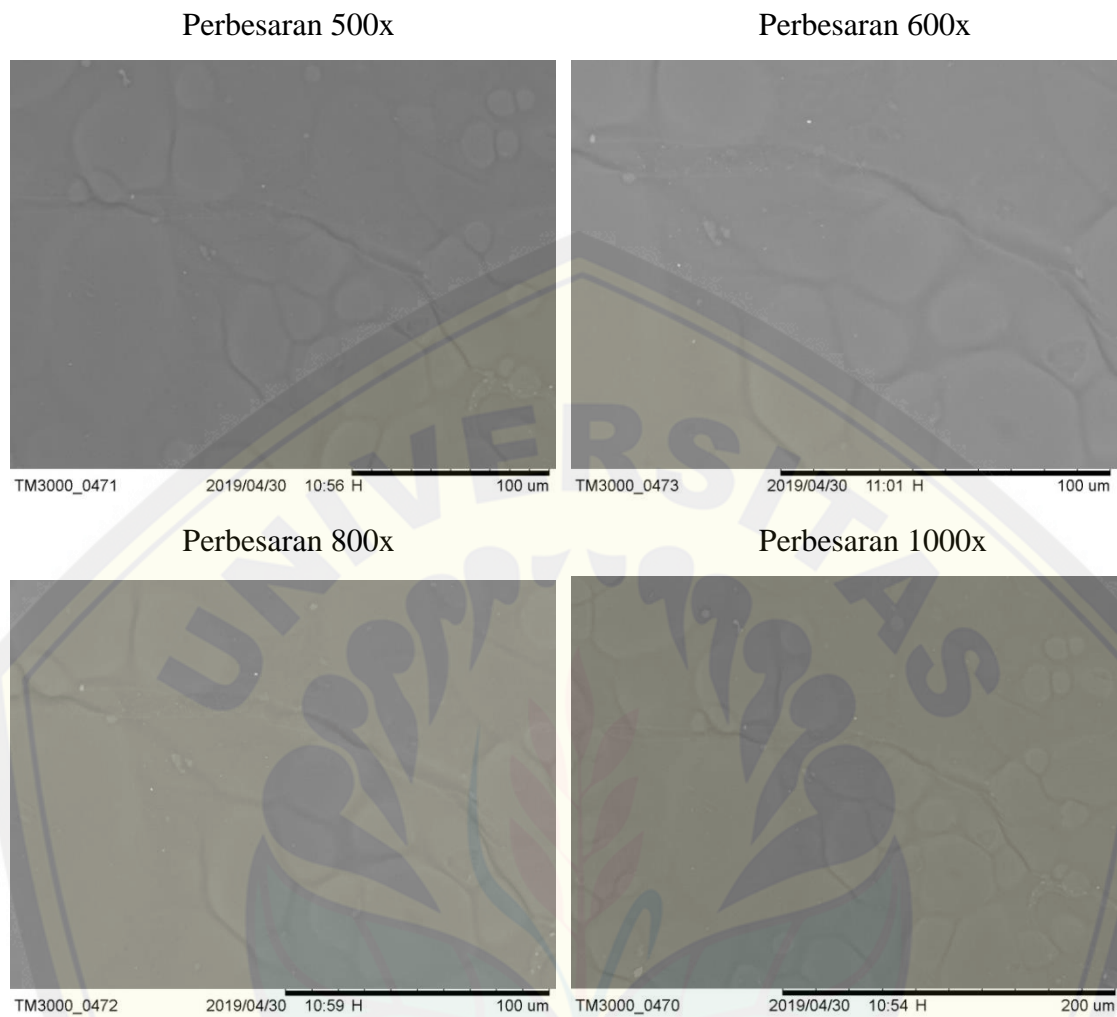 Perbesaran 500x
Perbesaran 600x
TM3000_0471 2019/04/30 10:56 H 100 um
TM3000_0473 2019/04/30 11:01 H 100 um
Perbesaran 800x
Perbesaran 1000x
TM3000_0472 2019/04/30 10:59 H 100 um
TM3000_0470 2019/04/30 10:54 H 200 um
UNIVERSITAS